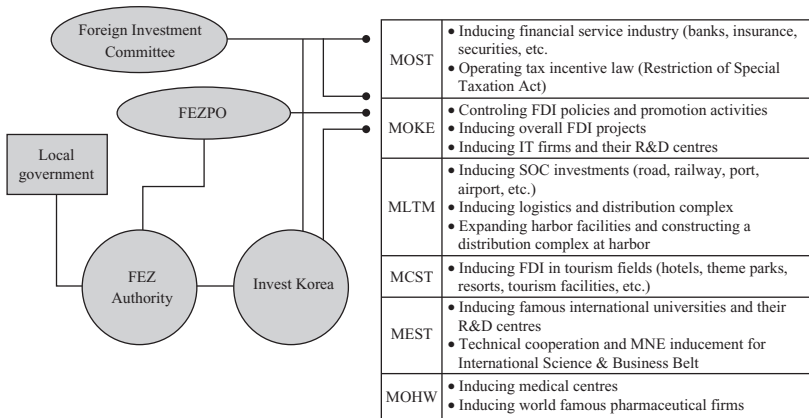 Foreign Investment
Committee
FEZPO
Local
government
FEZ
Authority
Invest Korea
MOST
• Inducing financial service industry (banks, insurance,
securities, etc.
• Operating tax incentive law (Restriction of Special
Taxation Act)
MOKE
• Controling FDI policies and promotion activities
• Inducing overall FDI projects
• Inducing IT firms and their R&D centres
MLTM
• Inducing SOC investments (road, railway, port,
airport, etc.)
• Inducing logistics and distribution complex
• Expanding harbor facilities and constructing a
distribution complex at harbor
MCST
• Inducing FDI in tourism fields (hotels, theme parks,
resorts, tourism facilities, etc.)
MEST
• Inducing famous international universities and their
R&D centres
• Technical cooperation and MNE inducement for
International Science & Business Belt
MOHW
• Inducing medical centres
• Inducing world famous pharmaceutical firms